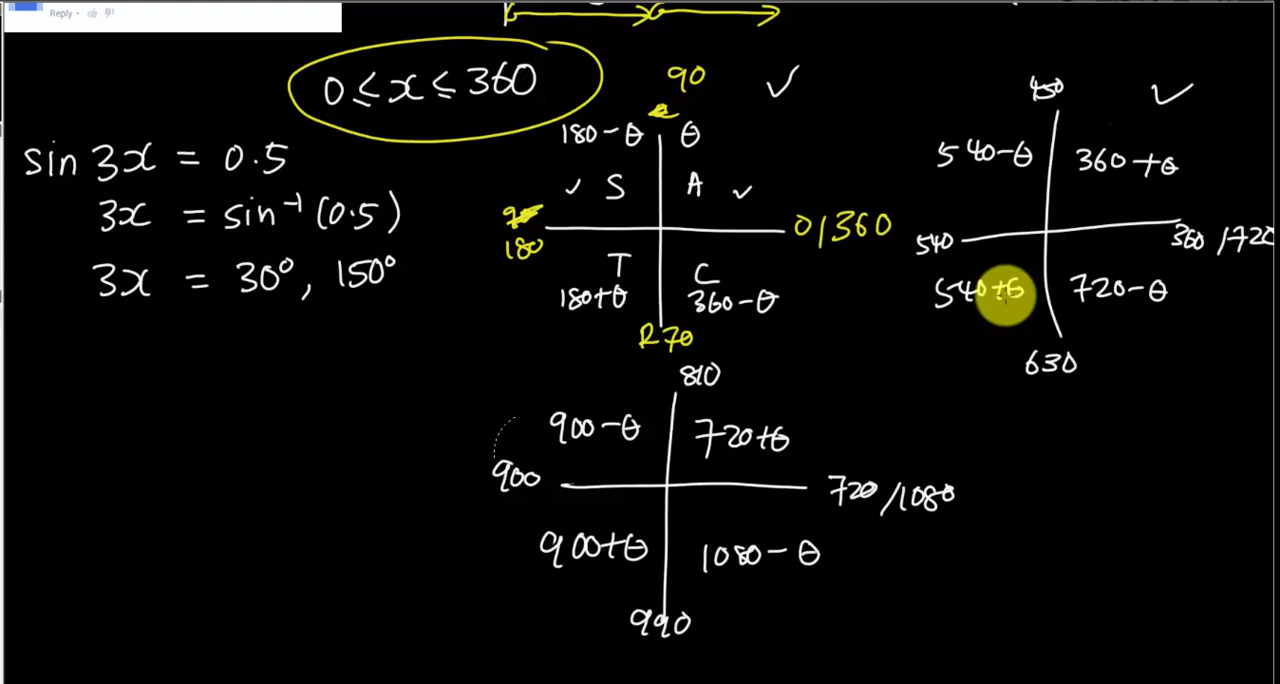 Reply
0 ≤ x ≤ 360
sin 3x = 0.5
3x = sin⁻¹(0.5)
3x = 30°, 150°
90 ✓
180-θ θ
✓ S A ✓
180 0/360
T C
180+θ 360-θ
270
450 ✓
540-θ 360+θ
540 360/720
540+θ 720-θ
630
810
900-θ 720+θ
900 720/1080
900+θ 1080-θ
990